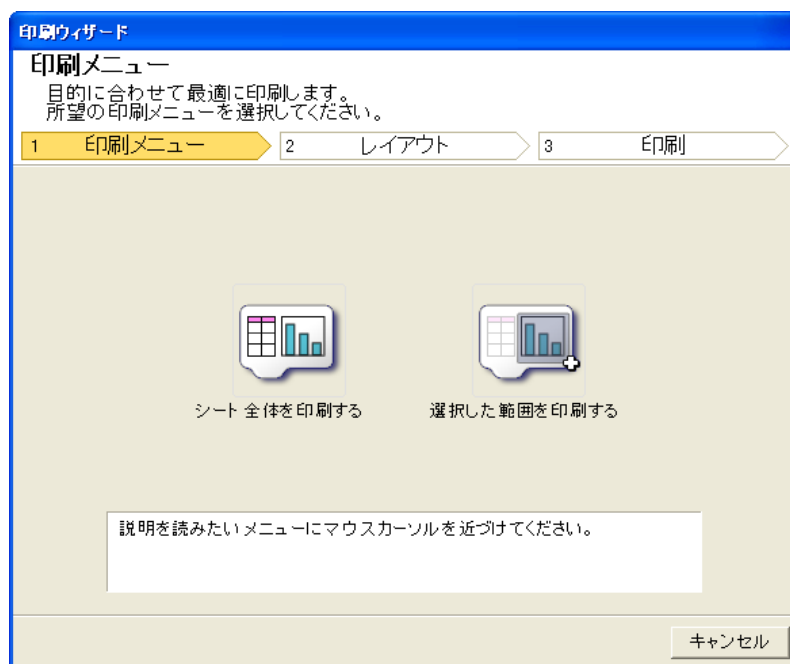 印刷ウィザード
印刷メニュー
目的に合わせて最適に印刷します。
所望の印刷メニューを選択してください。
1 印刷メニュー 2 レイアウト 3 印刷
シート全体を印刷する 選択した範囲を印刷する
説明を読みたいメニューにマウスカーソルを近づけてください。
キャンセル